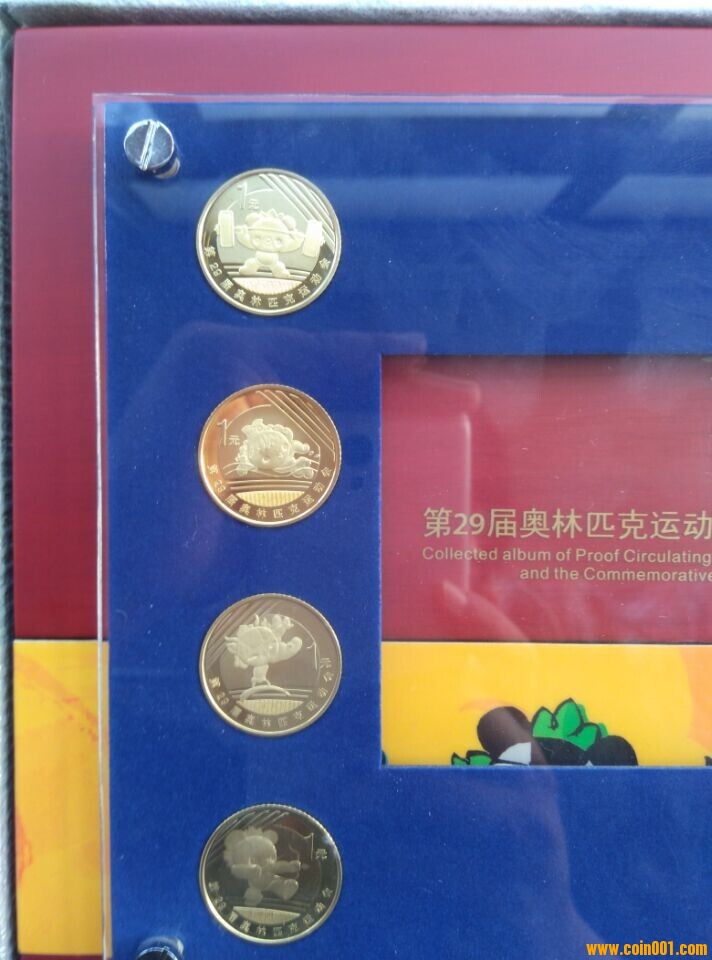 1元
第29届奥林匹克运动会
1元
第29届奥林匹克运动会
第29届奥林匹克运动
Collected album of Proof Circulating
and the Commemorative
1元
第29届奥林匹克运动会
1元
第29届奥林匹克运动会
www.coin001.com